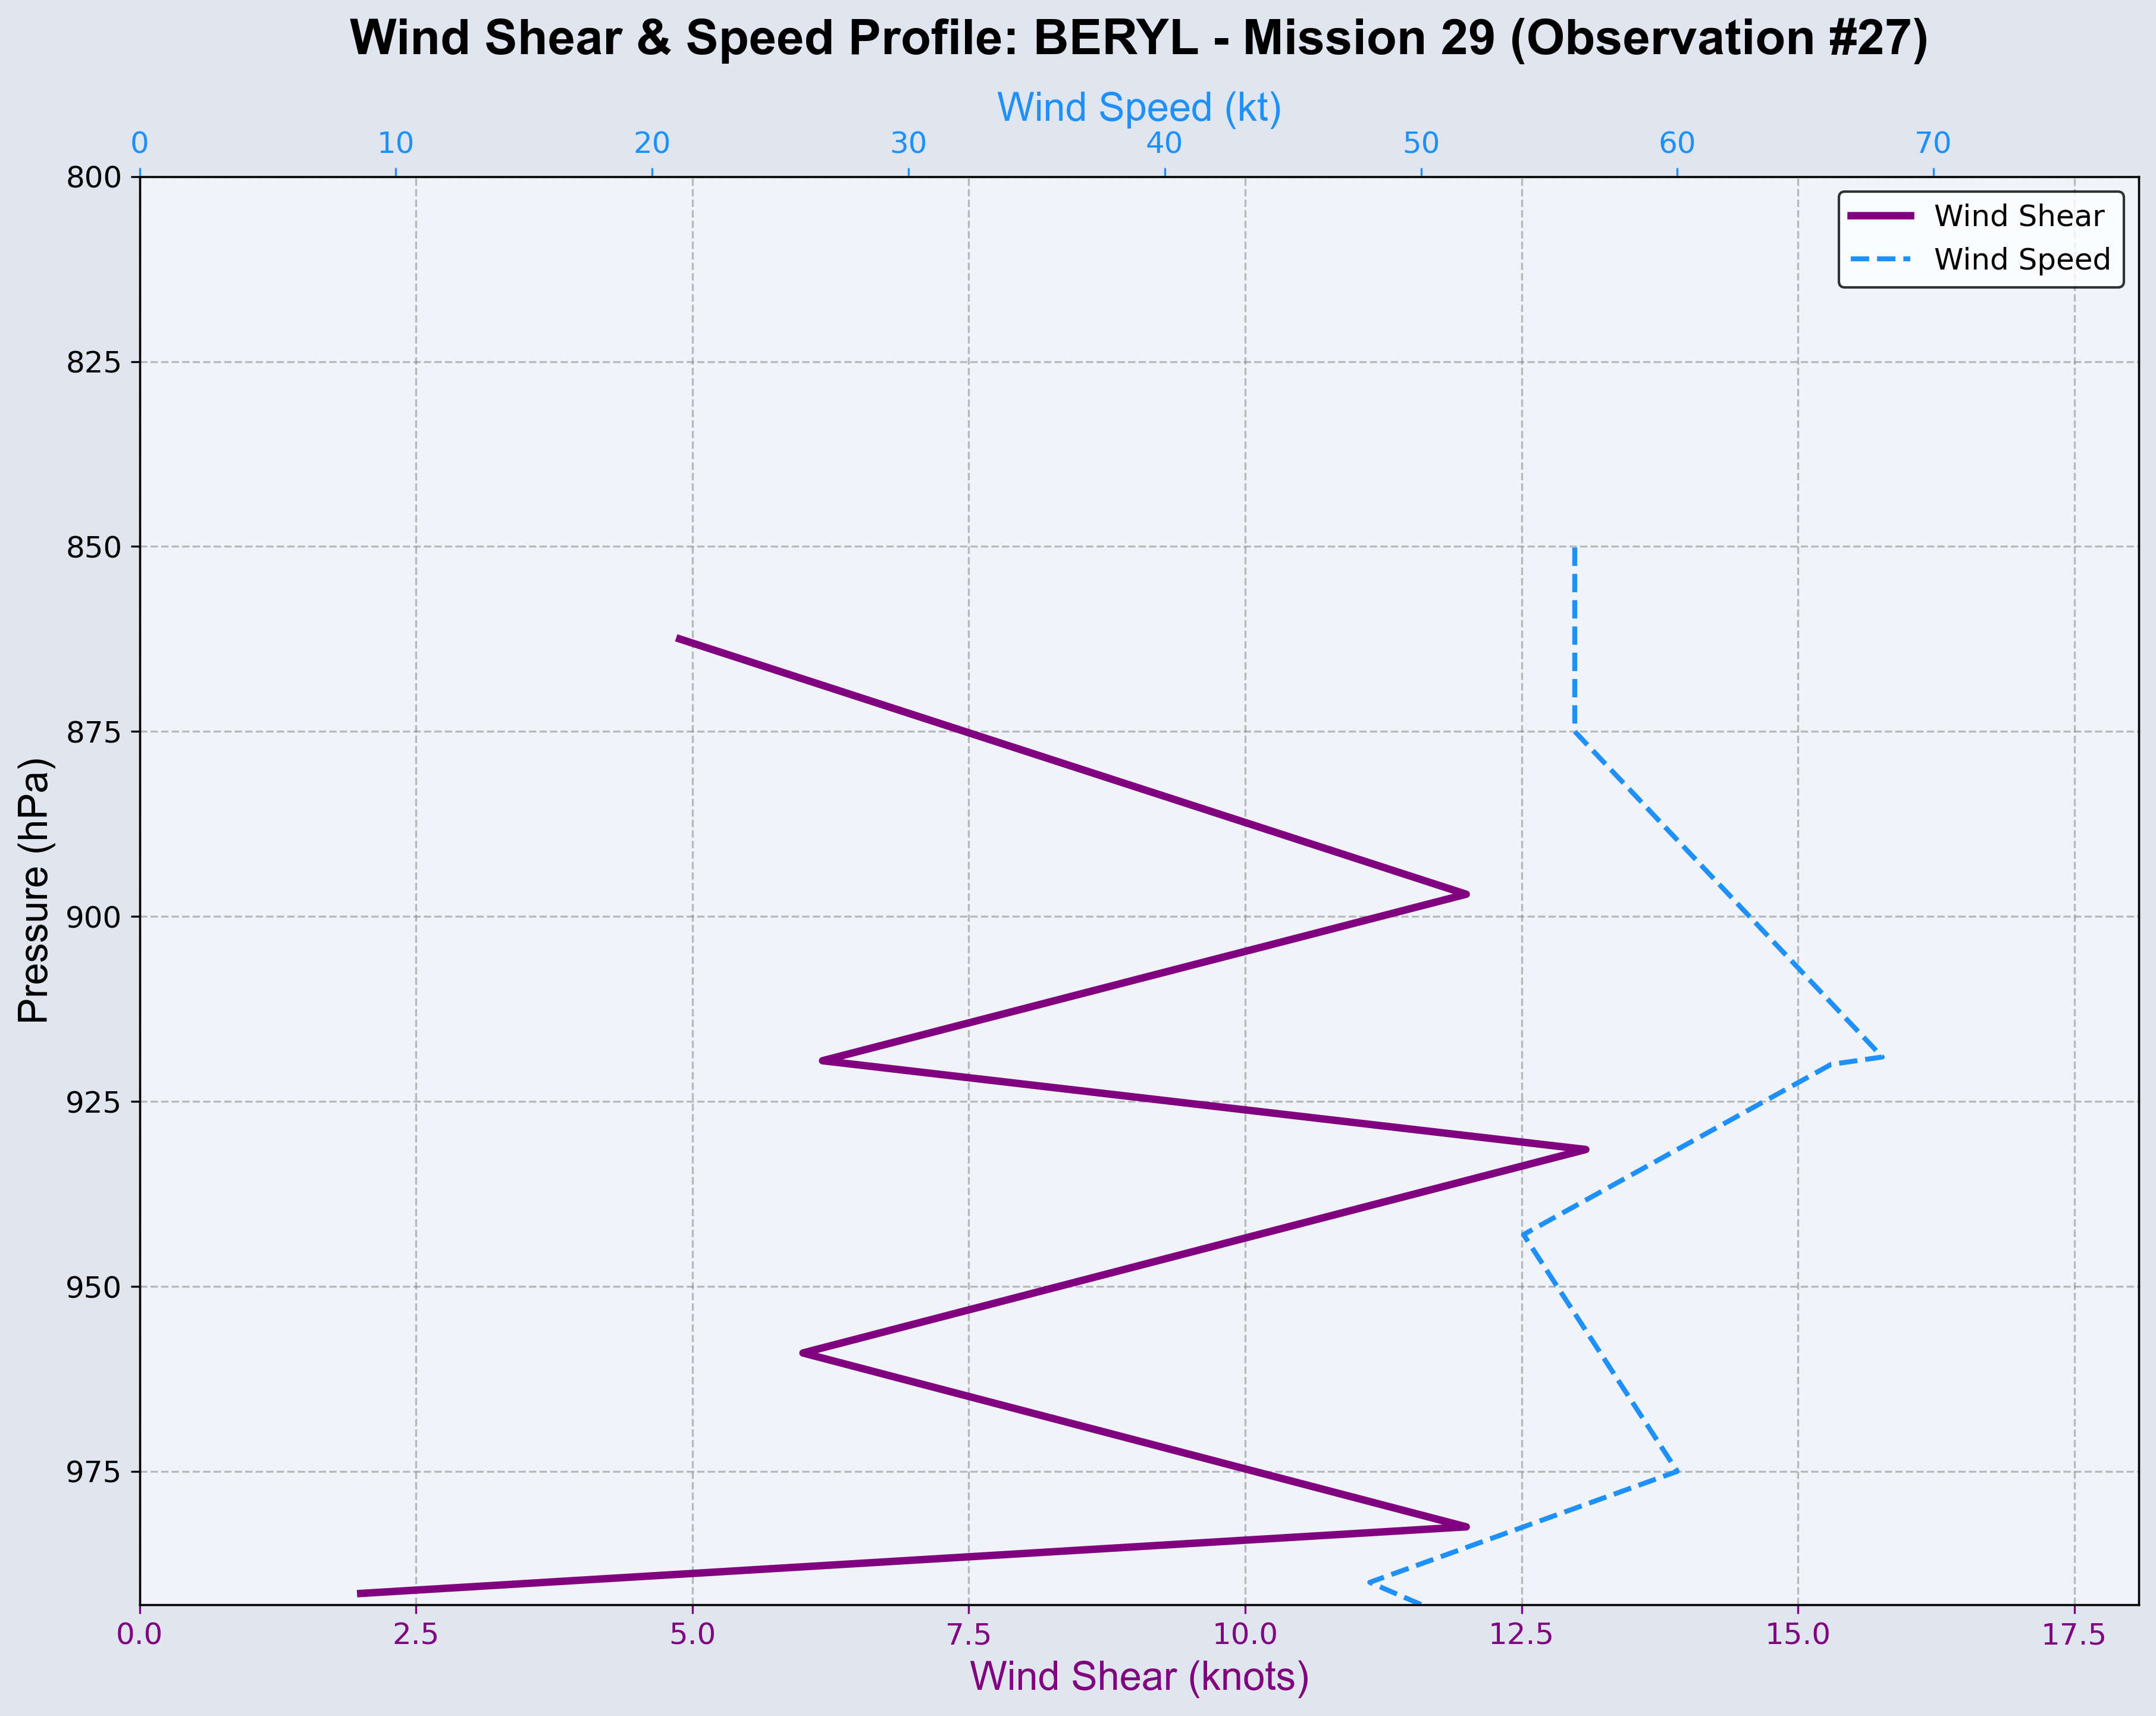 Wind Shear & Speed Profile: BERYL - Mission 29 (Observation #27)
Wind Speed (kt)
0 10 20 30 40 50 60 70
Wind Shear
Wind Speed
Pressure (hPa)
800
825
850
875
900
925
950
975
0.0 2.5 5.0 7.5 10.0 12.5 15.0 17.5
Wind Shear (knots)